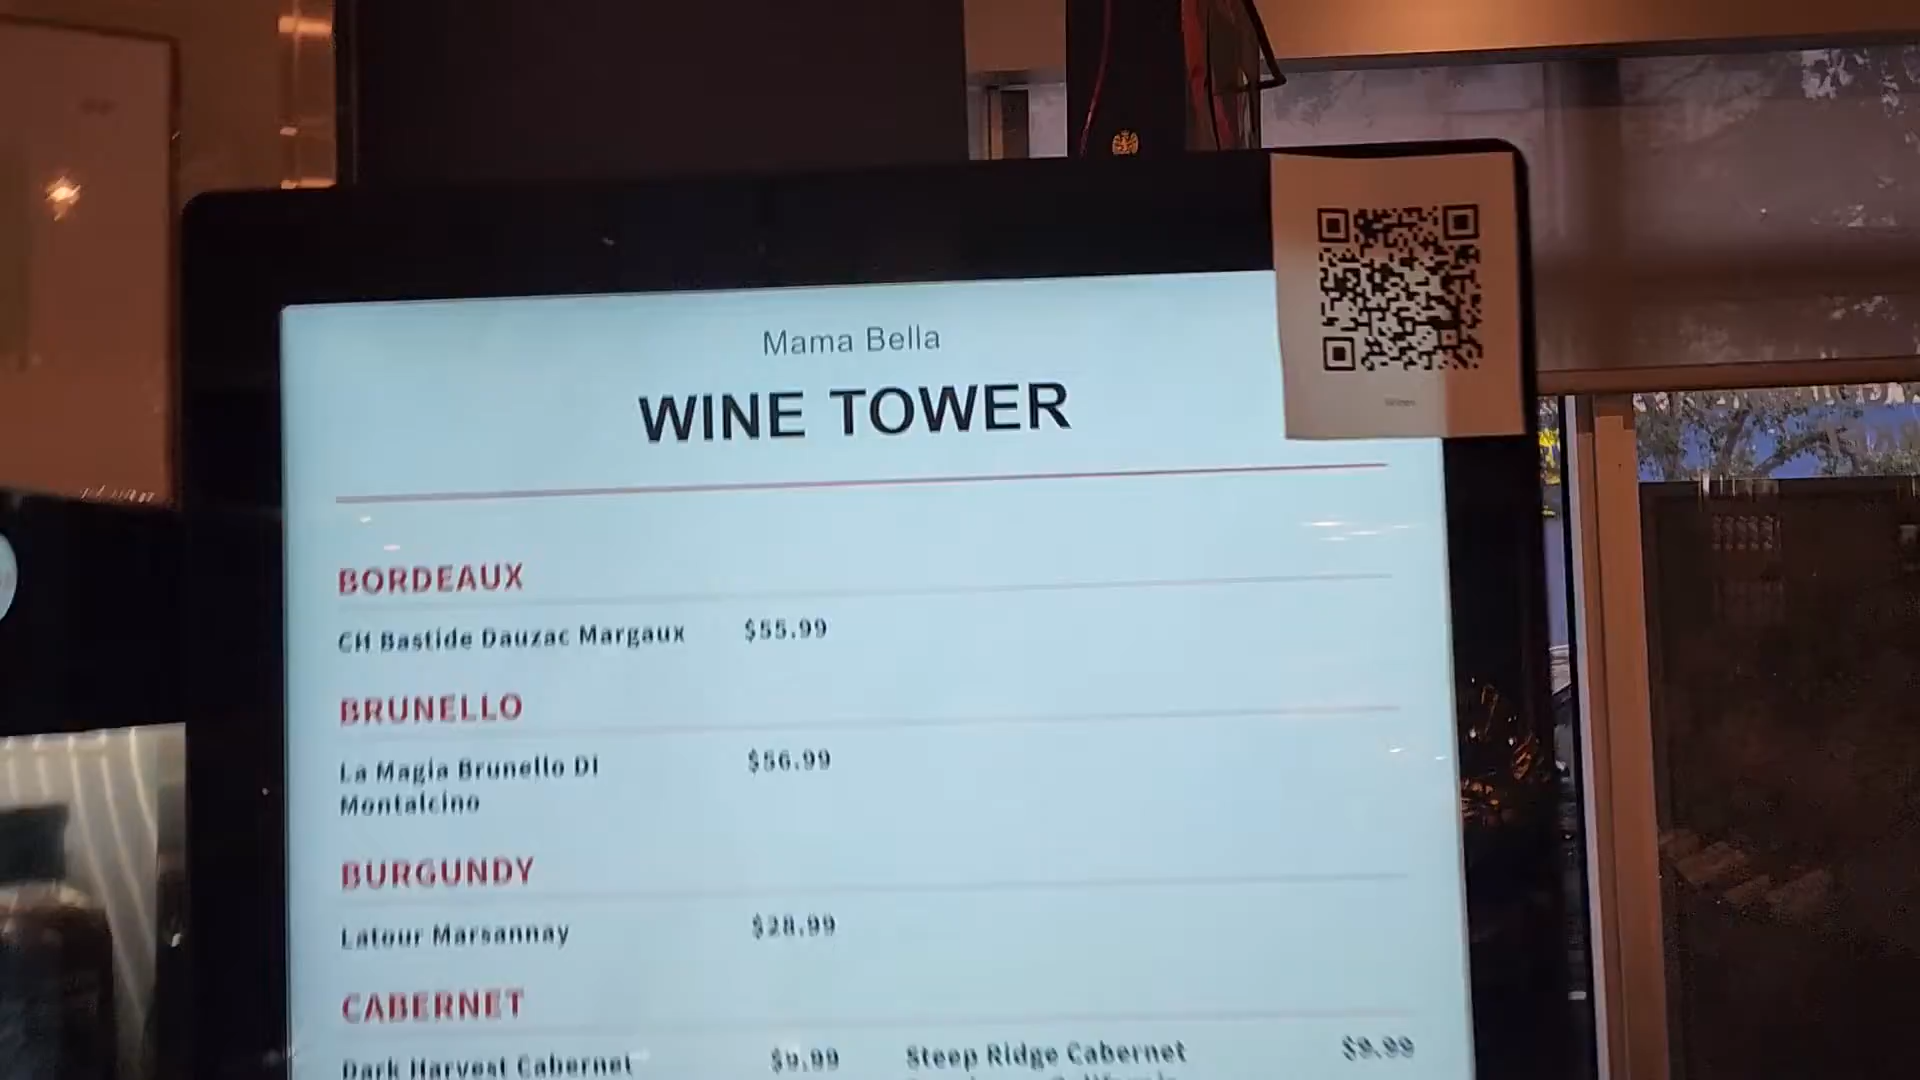 Mama Bella
WINE TOWER
BORDEAUX
CH Bastide Dauzac Margaux $55.99
BRUNELLO
La Magia Brunello Di $56.99
Montalcino
BURGUNDY
Latour Marsannay $28.99
CABERNET
Dark Harvest Cabernet $9.99 Steep Ridge Cabernet $9.99